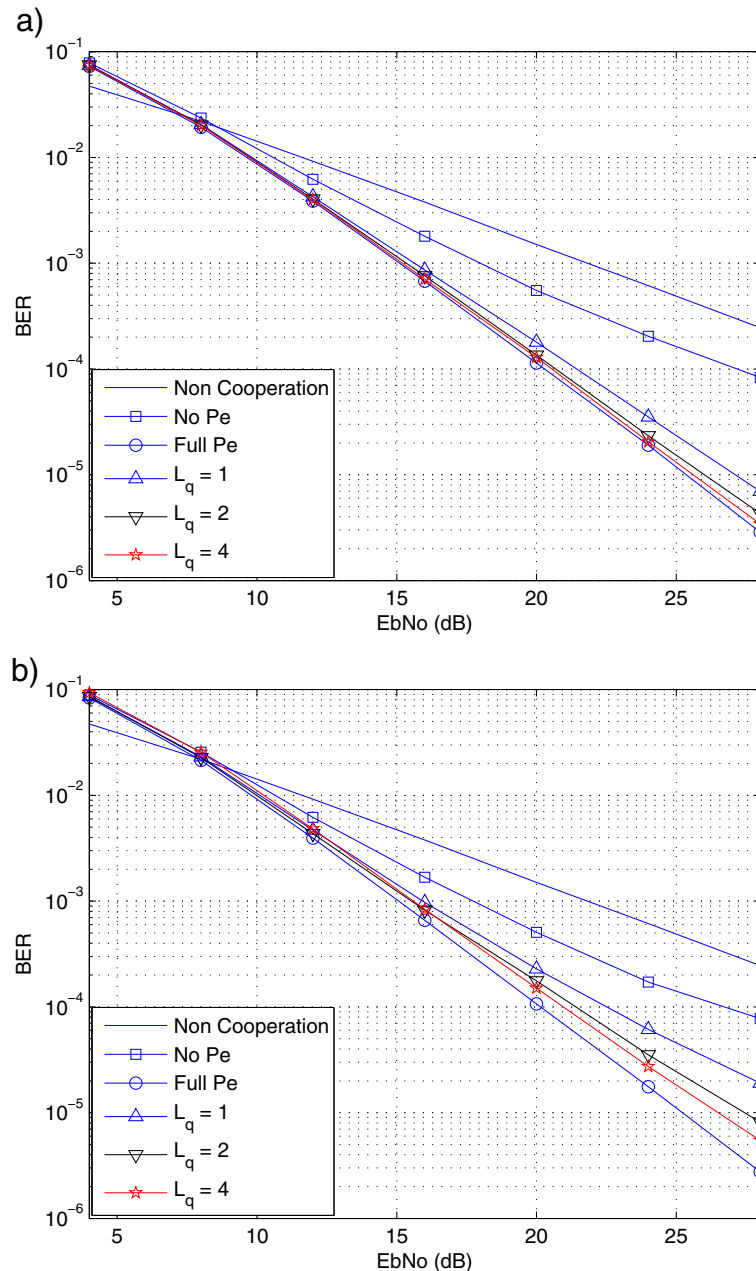 a)
10^-1
10^-2
10^-3
10^-4
10^-5
10^-6
BER
Non Cooperation
No Pe
Full Pe
L_q = 1
L_q = 2
L_q = 4
5 10 15 20 25
EbNo (dB)
b)
10^-1
10^-2
10^-3
10^-4
10^-5
10^-6
BER
Non Cooperation
No Pe
Full Pe
L_q = 1
L_q = 2
L_q = 4
5 10 15 20 25
EbNo (dB)